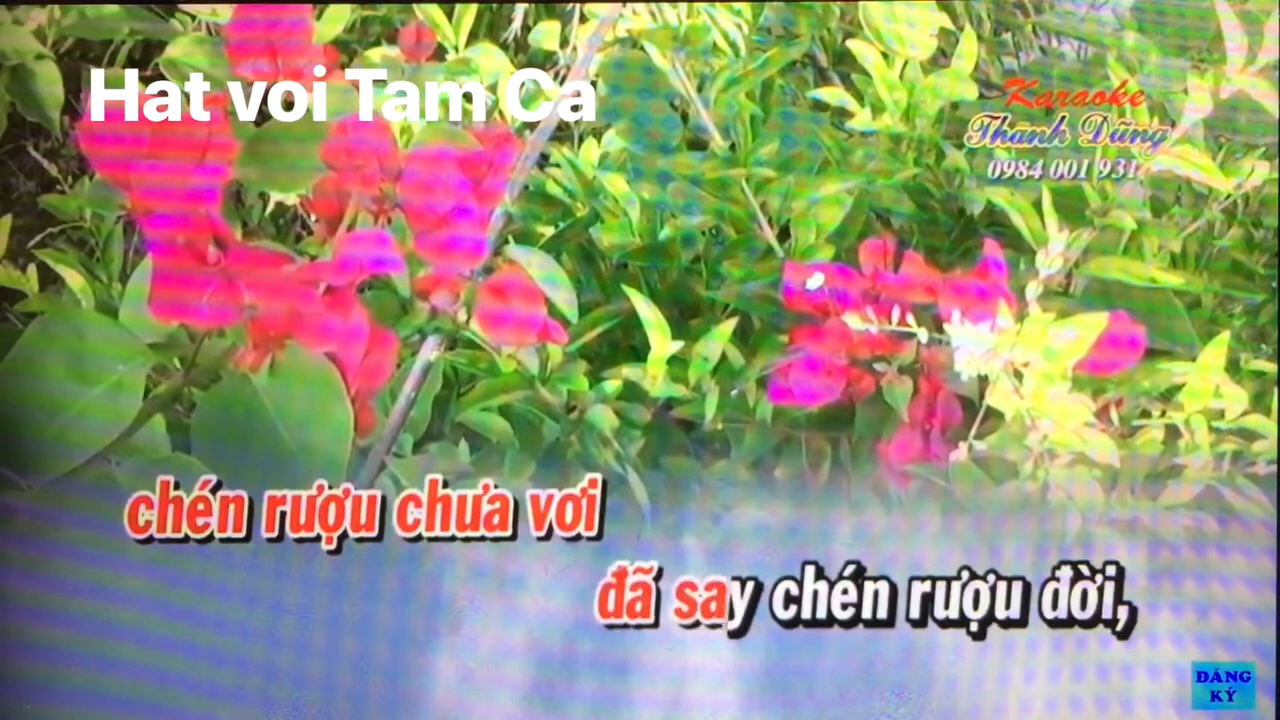 Hat voi Tam Ca
Karaoke
Thanh Dũng
0984 001 931
chén rượu chưa vơi
đã say chén rượu đời,
ĐĂNG
KÝ